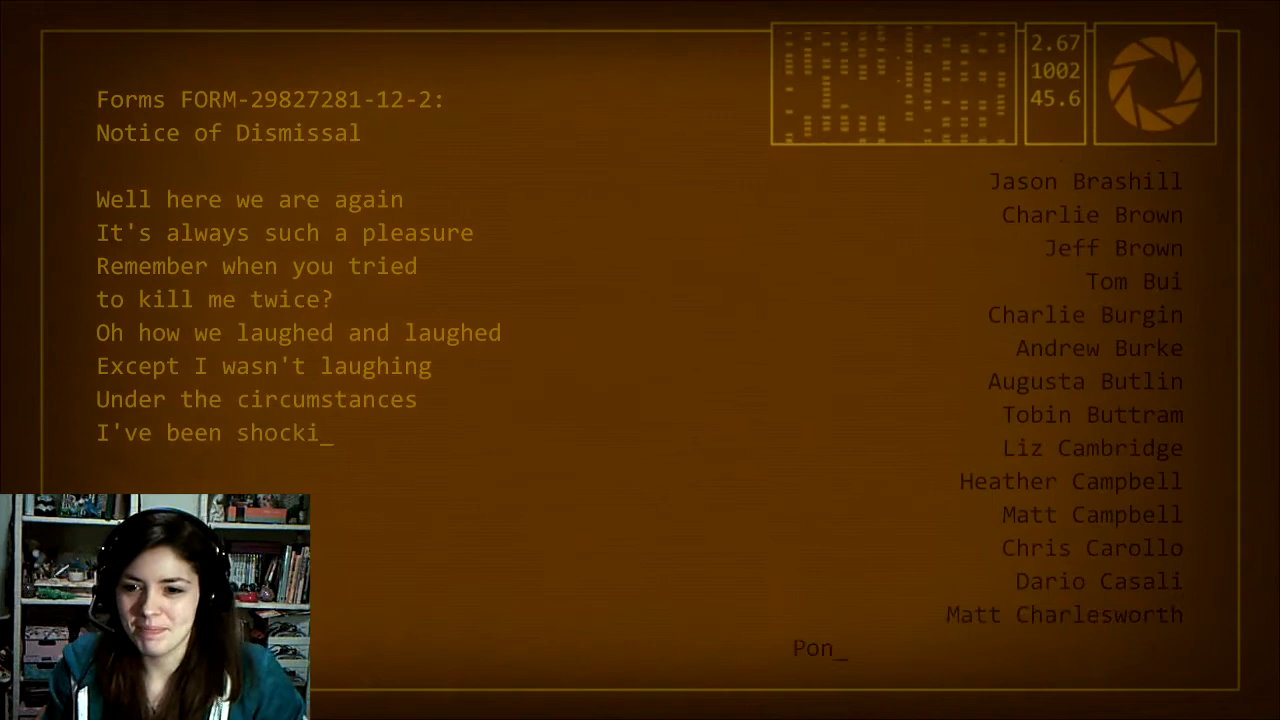 Forms FORM-29827281-12-2:
Notice of Dismissal
Well here we are again
It's always such a pleasure
Remember when you tried
to kill me twice?
Oh how we laughed and laughed
Except I wasn't laughing
Under the circumstances
I've been shocki_
2.67
1002
45.6
Jason Brashill
Charlie Brown
Jeff Brown
Tom Bui
Charlie Burgin
Andrew Burke
Augusta Butlin
Tobin Buttram
Liz Cambridge
Heather Campbell
Matt Campbell
Chris Carollo
Dario Casali
Matt Charlesworth
Pon_